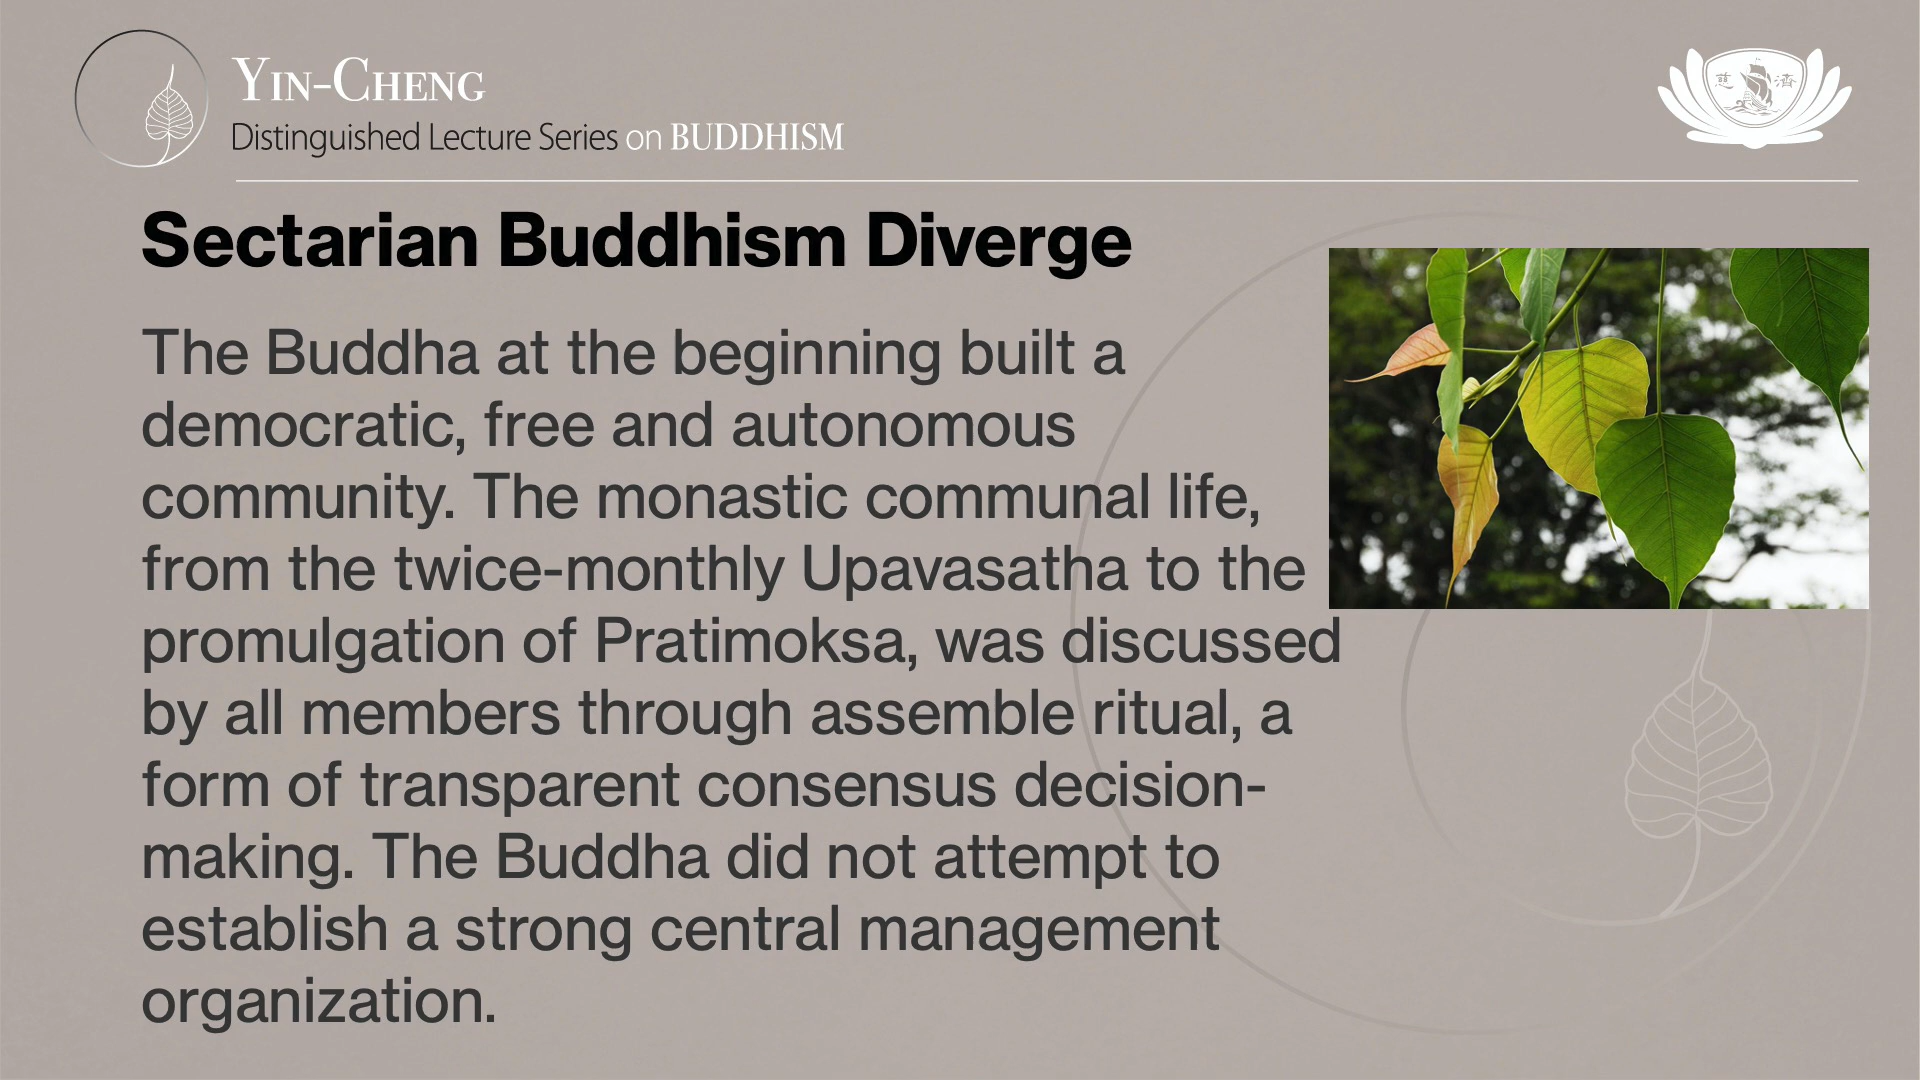 Yin-Cheng
Distinguished Lecture Series on BUDDHISM
慈 濟
Sectarian Buddhism Diverge
The Buddha at the beginning built a
democratic, free and autonomous
community. The monastic communal life,
from the twice-monthly Upavasatha to the
promulgation of Pratimoksa, was discussed
by all members through assemble ritual, a
form of transparent consensus decision-
making. The Buddha did not attempt to
establish a strong central management
organization.